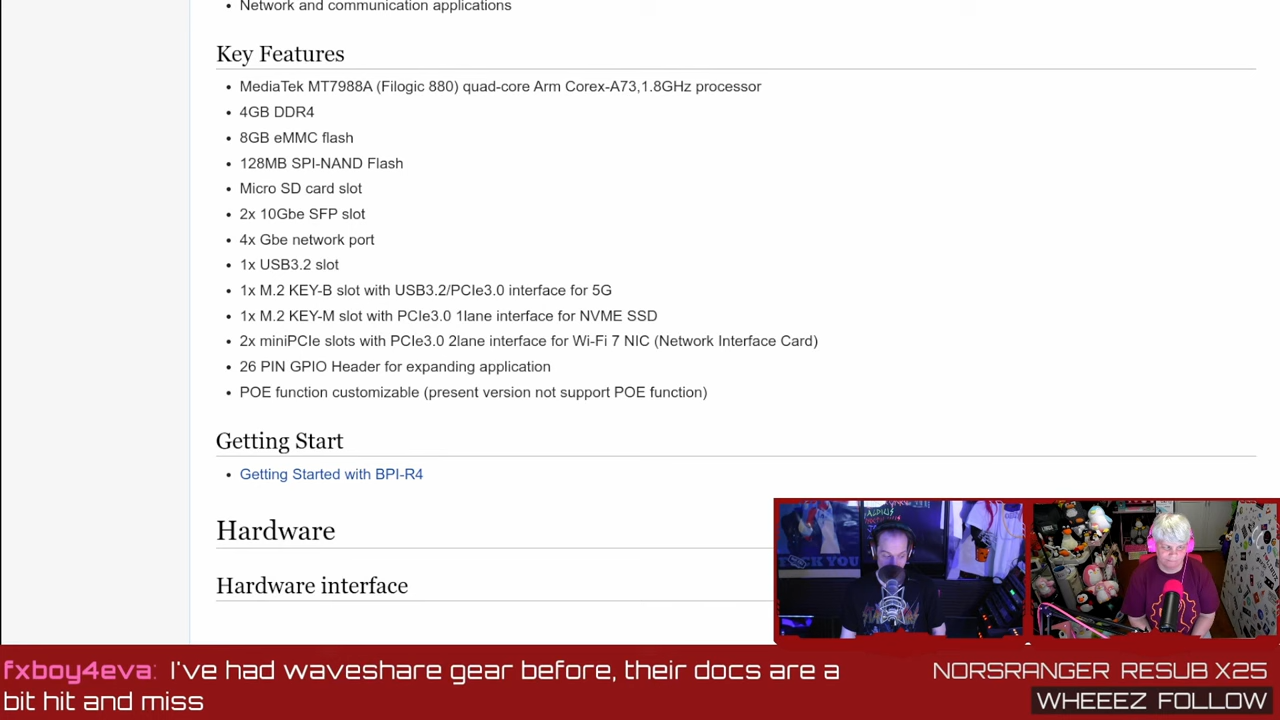 Network and communication applications
Key Features
MediaTek MT7988A (Filogic 880) quad-core Arm Corex-A73,1.8GHz processor
4GB DDR4
8GB eMMC flash
128MB SPI-NAND Flash
Micro SD card slot
2x 10Gbe SFP slot
4x Gbe network port
1x USB3.2 slot
1x M.2 KEY-B slot with USB3.2/PCIe3.0 interface for 5G
1x M.2 KEY-M slot with PCIe3.0 1lane interface for NVME SSD
2x miniPCIe slots with PCIe3.0 2lane interface for Wi-Fi 7 NIC (Network Interface Card)
26 PIN GPIO Header for expanding application
POE function customizable (present version not support POE function)
Getting Start
Getting Started with BPI-R4
Hardware
Hardware interface
fxboy4eva: I've had waveshare gear before, their docs are a
bit hit and miss
NORSRANGER RESUB X25
WHEEEZ FOLLOW